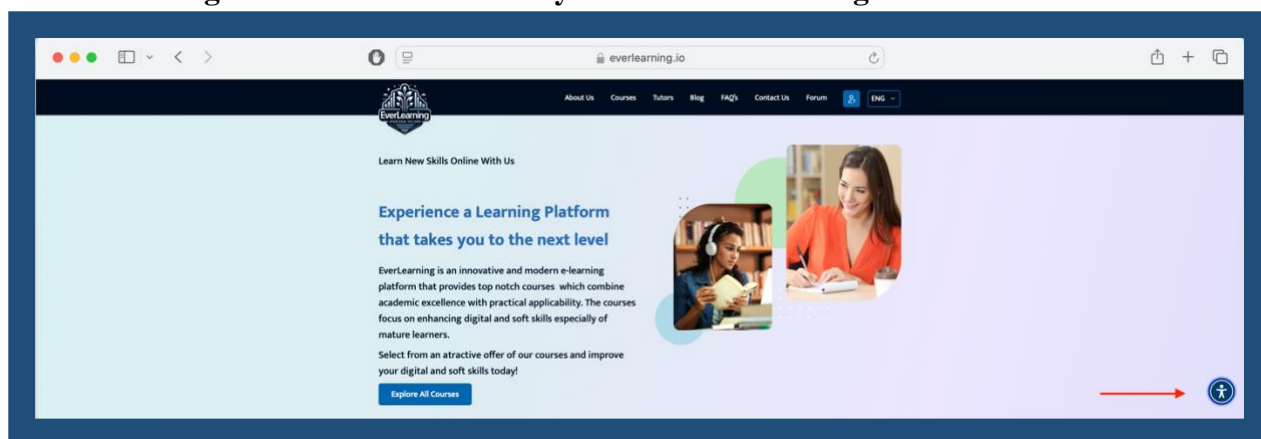 everlearning.io
EverLearning
About Us Courses Tutors Blog FAQ's Contact Us Forum ENG
Learn New Skills Online With Us
Experience a Learning Platform
that takes you to the next level
EverLearning is an innovative and modern e-learning
platform that provides top notch courses which combine
academic excellence with practical applicability. The courses
focus on enhancing digital and soft skills especially of
mature learners.
Select from an atractive offer of our courses and improve
your digital and soft skills today!
Explore All Courses